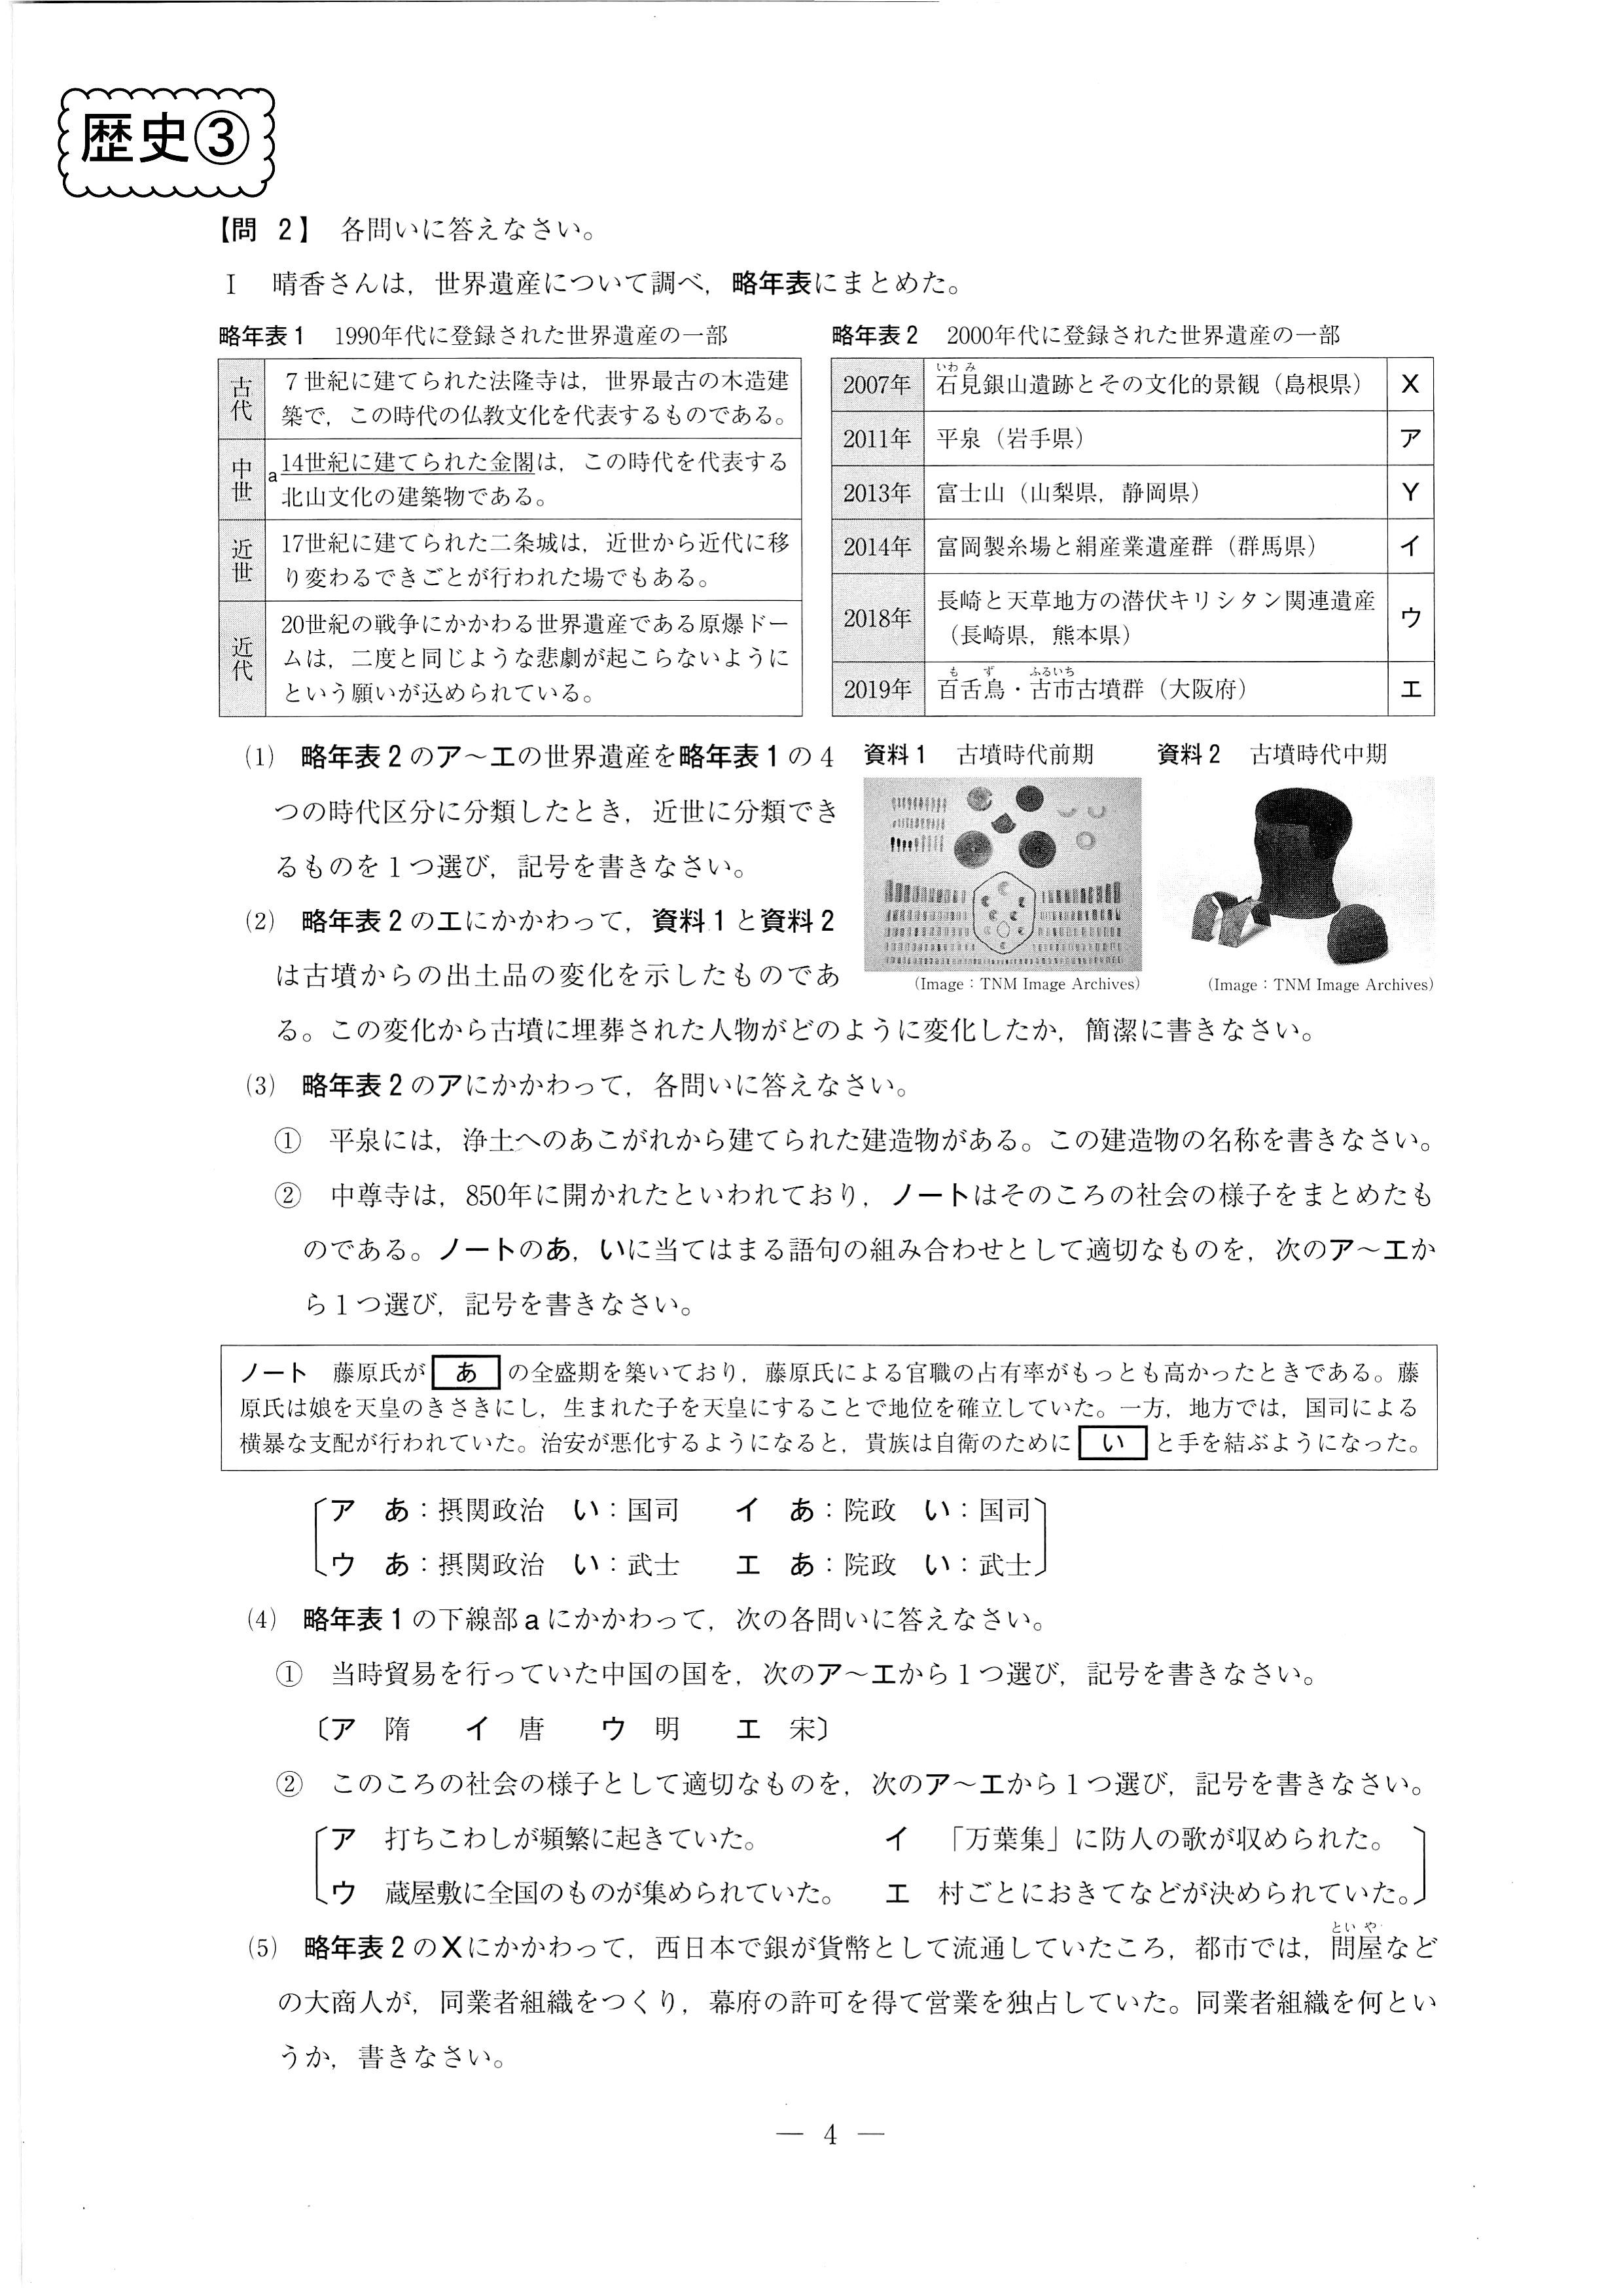 歴史③
【問 2】 各問いに答えなさい。
Ⅰ 晴香さんは，世界遺産について調べ，略年表にまとめた。
略年表1 1990年代に登録された世界遺産の一部
古代
7世紀に建てられた法隆寺は，世界最古の木造建
築で，この時代の仏教文化を代表するものである。
中世
a14世紀に建てられた金閣は，この時代を代表する
北山文化の建築物である。
近世
17世紀に建てられた二条城は，近世から近代に移
り変わるできごとが行われた場でもある。
近代
20世紀の戦争にかかわる世界遺産である原爆ドー
ムは，二度と同じような悲劇が起こらないように
という願いが込められている。
略年表2 2000年代に登録された世界遺産の一部
いわ み
2007年 石見銀山遺跡とその文化的景観（島根県） X
2011年 平泉（岩手県） ア
2013年 富士山（山梨県，静岡県） Y
2014年 富岡製糸場と絹産業遺産群（群馬県） イ
2018年 長崎と天草地方の潜伏キリシタン関連遺産
（長崎県，熊本県） ウ
も ず ふるいち
2019年 百舌鳥・古市古墳群（大阪府） エ
(1) 略年表2のア～エの世界遺産を略年表1の4
つの時代区分に分類したとき，近世に分類でき
るものを1つ選び，記号を書きなさい。
(2) 略年表2のエにかかわって，資料1と資料2
は古墳からの出土品の変化を示したものであ
る。この変化から古墳に埋葬された人物がどのように変化したか，簡潔に書きなさい。
資料1 古墳時代前期
(Image：TNM Image Archives)
資料2 古墳時代中期
(Image：TNM Image Archives)
(3) 略年表2のアにかかわって，各問いに答えなさい。
① 平泉には，浄土へのあこがれから建てられた建造物がある。この建造物の名称を書きなさい。
② 中尊寺は，850年に開かれたといわれており，ノートはそのころの社会の様子をまとめたも
のである。ノートのあ，いに当てはまる語句の組み合わせとして適切なものを，次のア～エか
ら1つ選び，記号を書きなさい。
ノート 藤原氏が あ の全盛期を築いており，藤原氏による官職の占有率がもっとも高かったときである。藤
原氏は娘を天皇のきさきにし，生まれた子を天皇にすることで地位を確立していた。一方，地方では，国司による
横暴な支配が行われていた。治安が悪化するようになると，貴族は自衛のために い と手を結ぶようになった。
ア あ：摂関政治 い：国司 イ あ：院政 い：国司
ウ あ：摂関政治 い：武士 エ あ：院政 い：武士
(4) 略年表1の下線部aにかかわって，次の各問いに答えなさい。
① 当時貿易を行っていた中国の国を，次のア～エから1つ選び，記号を書きなさい。
〔ア 隋 イ 唐 ウ 明 エ 宋〕
② このころの社会の様子として適切なものを，次のア～エから1つ選び，記号を書きなさい。
ア 打ちこわしが頻繁に起きていた。 イ 「万葉集」に防人の歌が収められた。
ウ 蔵屋敷に全国のものが集められていた。 エ 村ごとにおきてなどが決められていた。
とい や
(5) 略年表2のXにかかわって，西日本で銀が貨幣として流通していたころ，都市では，問屋など
の大商人が，同業者組織をつくり，幕府の許可を得て営業を独占していた。同業者組織を何とい
うか，書きなさい。
— 4 —